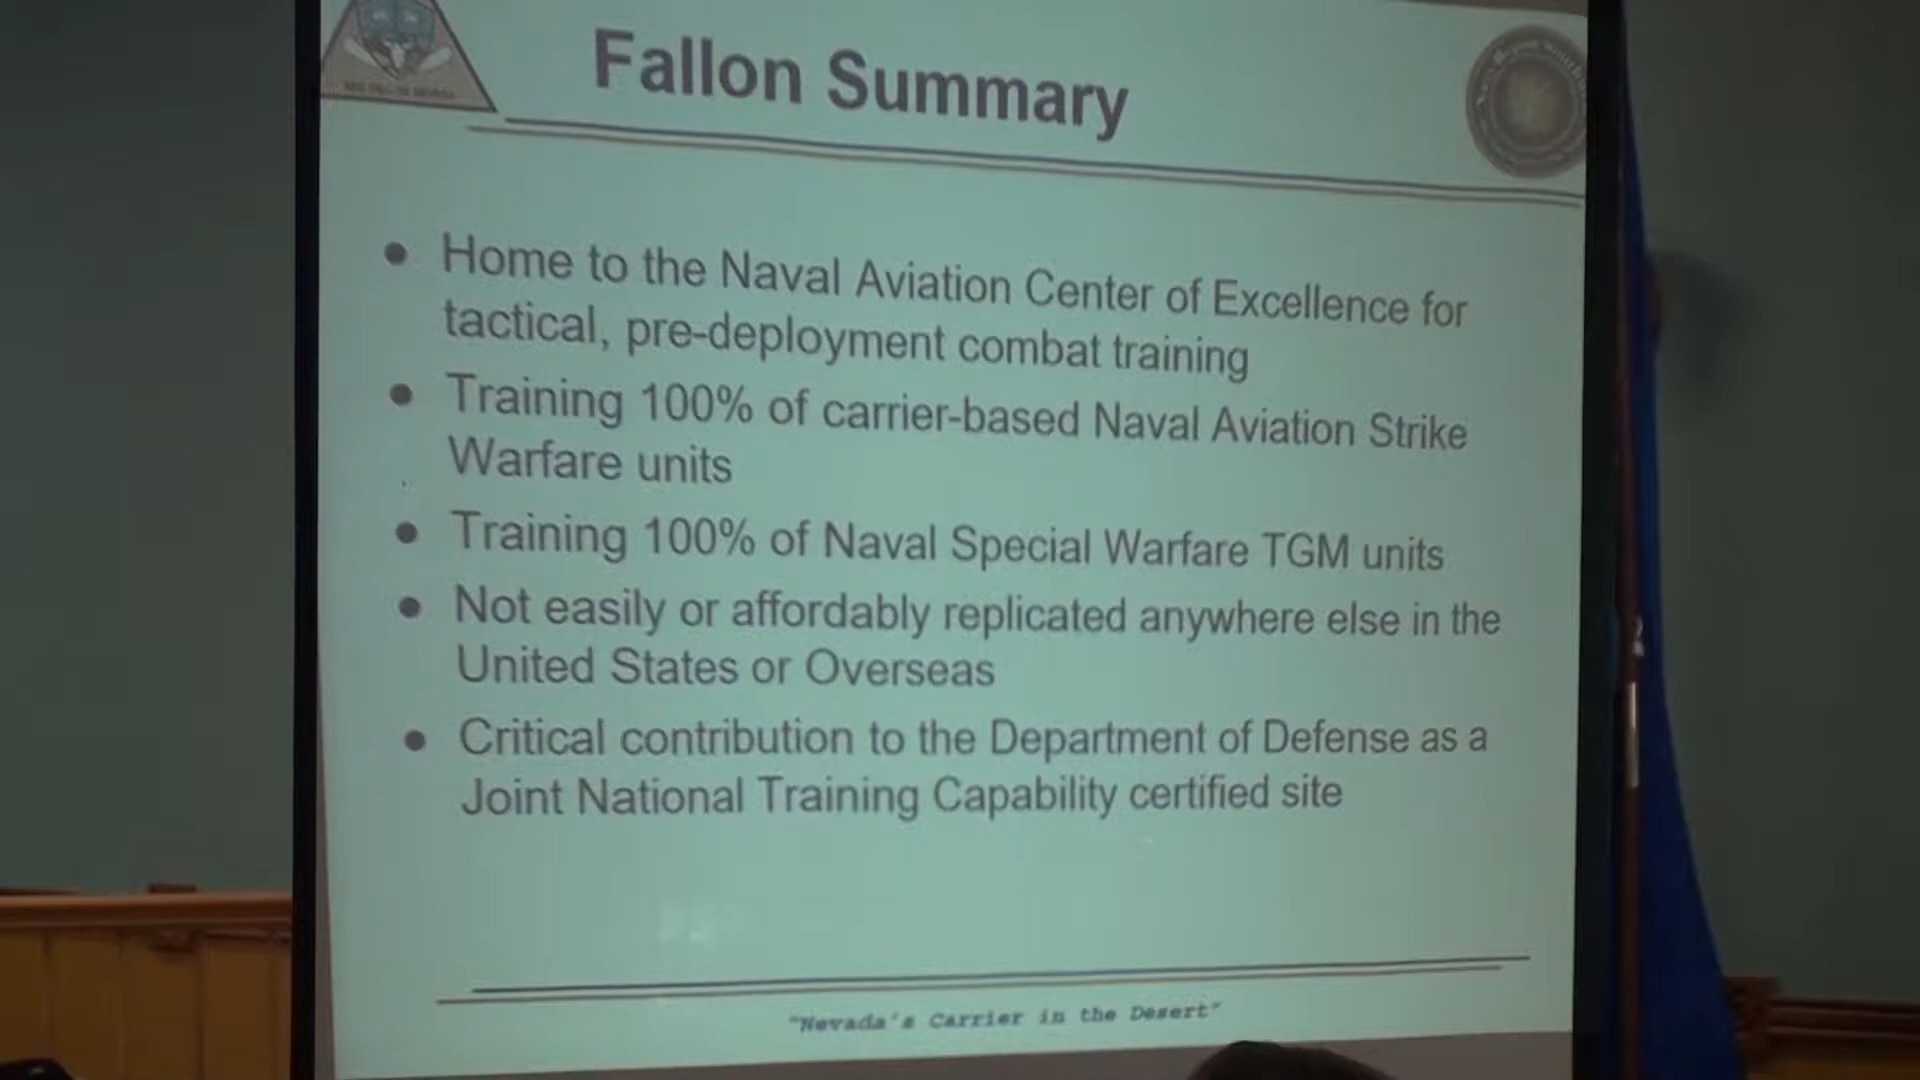 Fallon Summary
• Home to the Naval Aviation Center of Excellence for
tactical, pre-deployment combat training
• Training 100% of carrier-based Naval Aviation Strike
Warfare units
• Training 100% of Naval Special Warfare TGM units
• Not easily or affordably replicated anywhere else in the
United States or Overseas
• Critical contribution to the Department of Defense as a
Joint National Training Capability certified site
"Nevada's Carrier in the Desert"